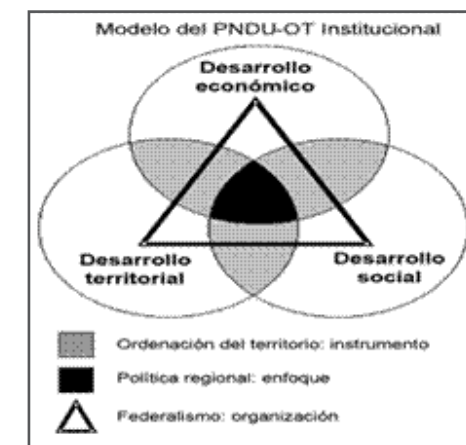 Modelo del PNDU-OT Institucional
Desarrollo
económico
Desarrollo
territorial
Desarrollo
social
Ordenación del territorio: instrumento
Política regional: enfoque
Federalismo: organización